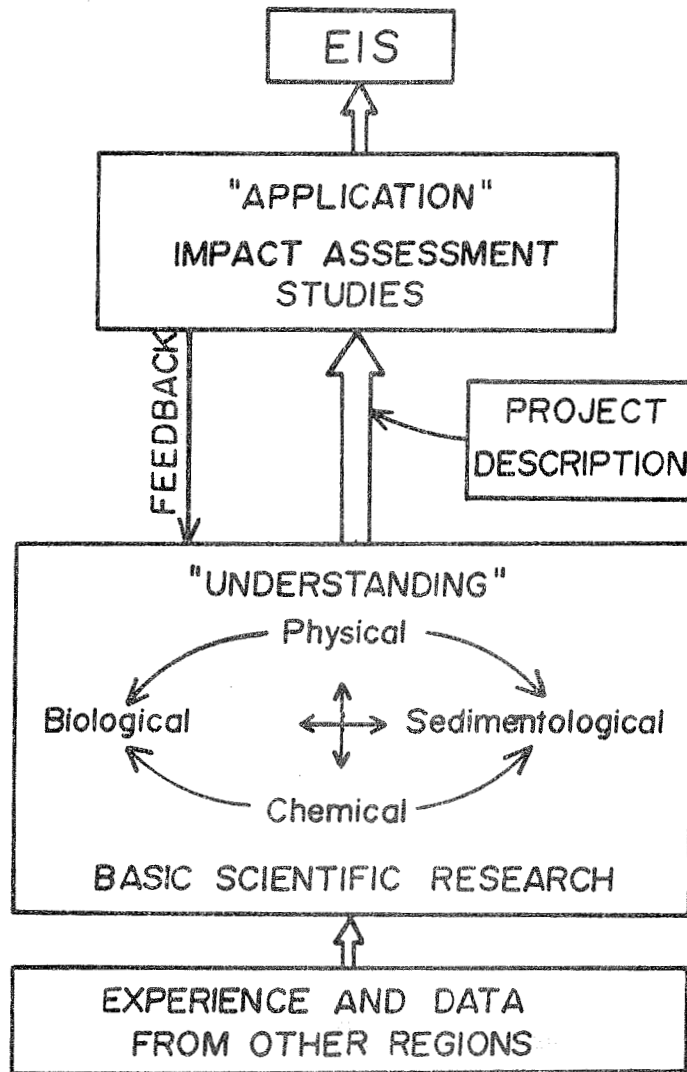 EIS
"APPLICATION"
IMPACT ASSESSMENT
STUDIES
FEEDBACK
PROJECT
DESCRIPTION
"UNDERSTANDING"
Physical
Biological
Sedimentological
Chemical
BASIC SCIENTIFIC RESEARCH
EXPERIENCE AND DATA
FROM OTHER REGIONS